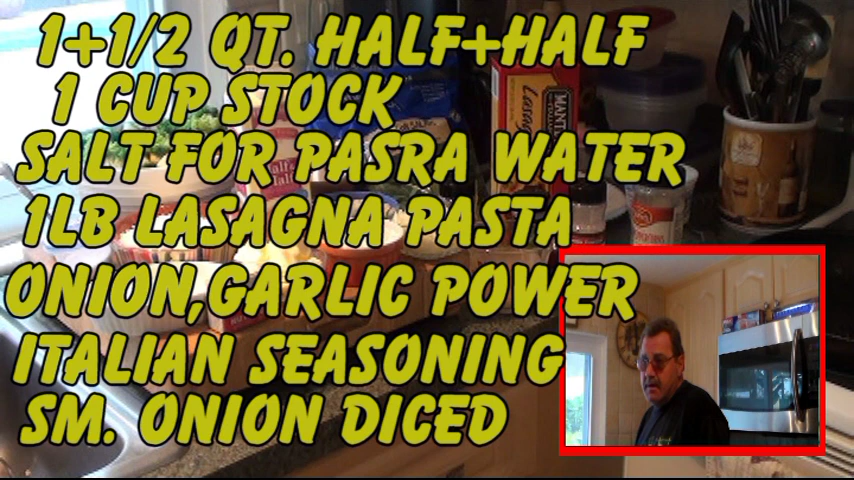 1+1/2 QT. HALF+HALF
1 CUP STOCK
SALT FOR PASRA WATER
1LB LASAGNA PASTA
ONION,GARLIC POWER
ITALIAN SEASONING
SM. ONION DICED